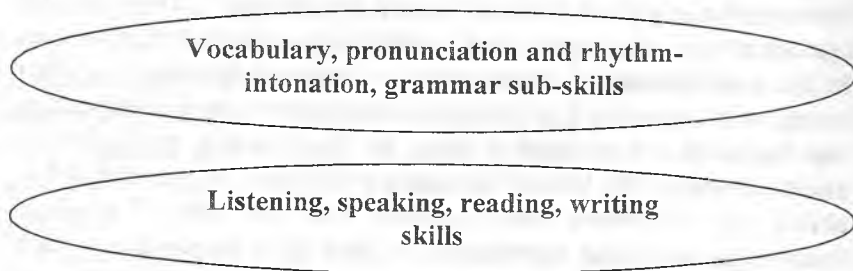 Vocabulary, pronunciation and rhythm-
intonation, grammar sub-skills
Listening, speaking, reading, writing
skills